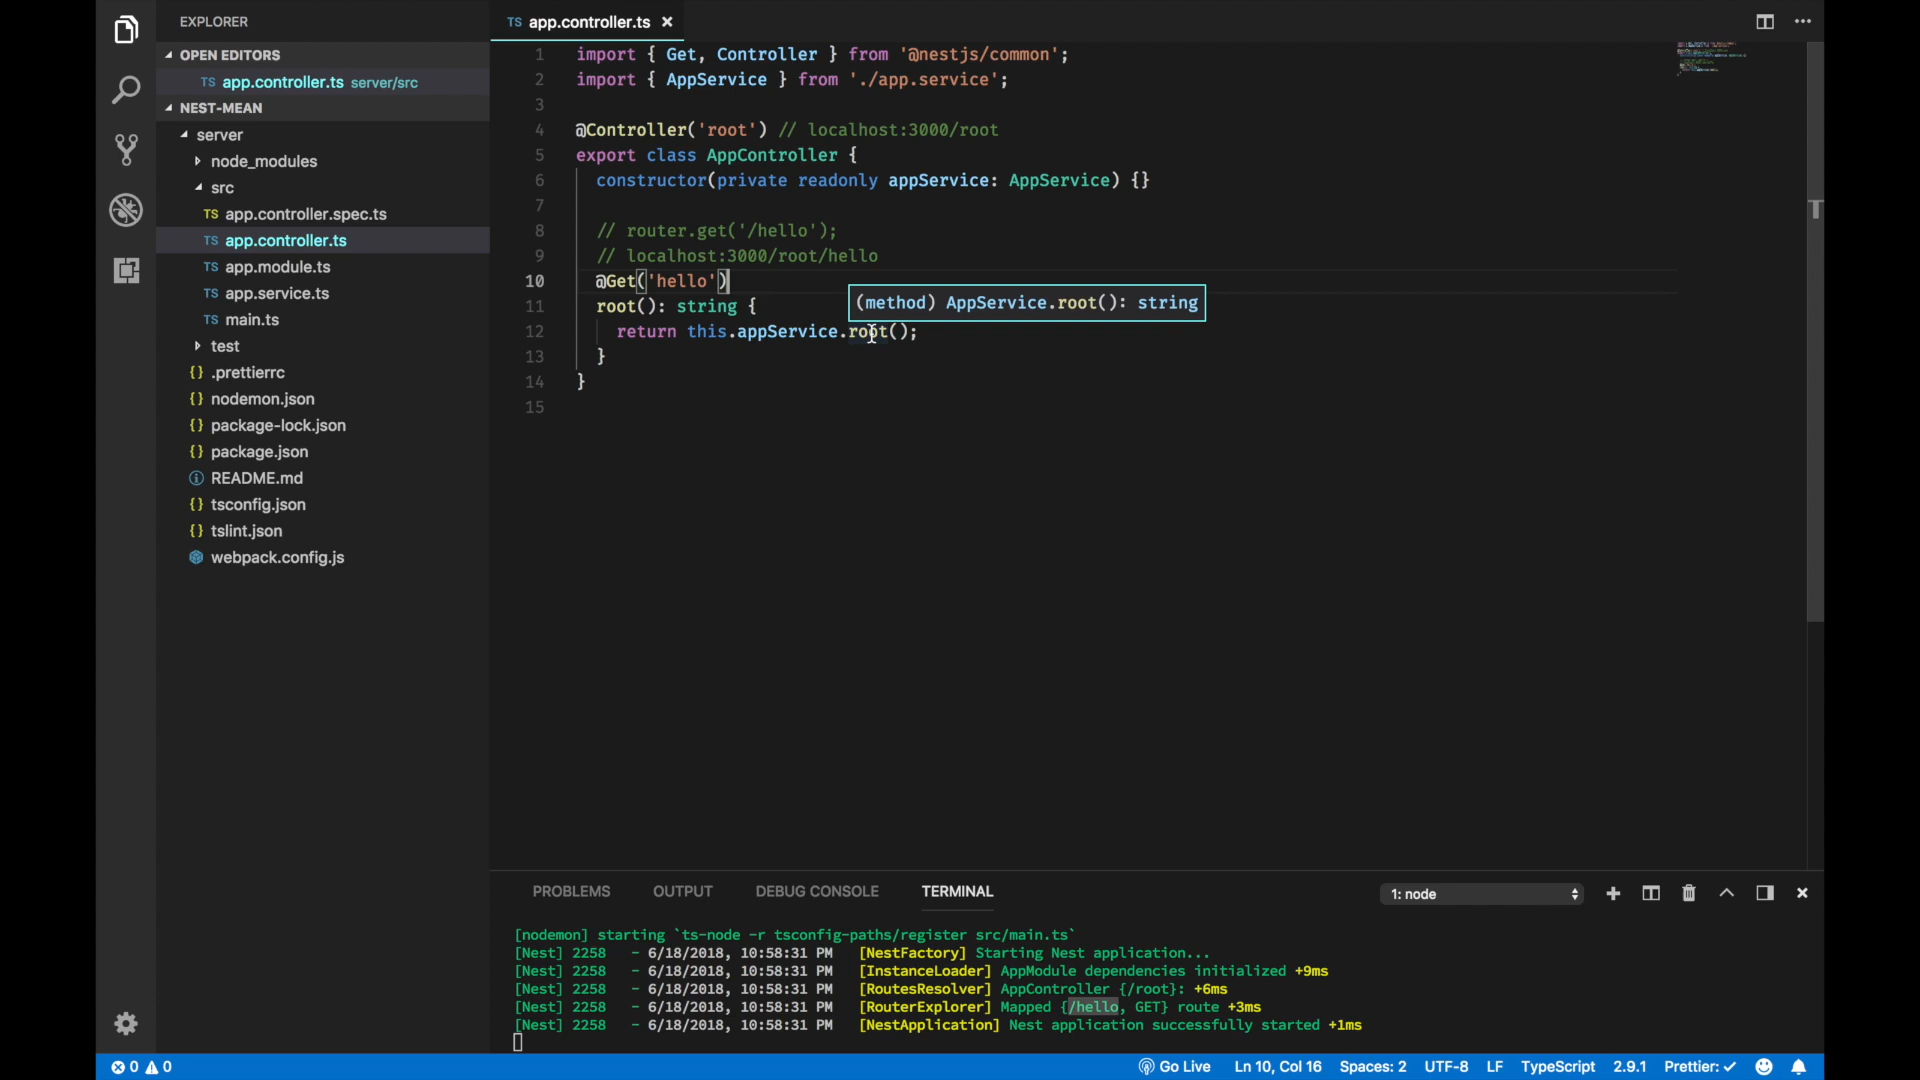 EXPLORER
OPEN EDITORS
TS app.controller.ts server/src
NEST-MEAN
server
node_modules
src
TS app.controller.spec.ts
TS app.controller.ts
TS app.module.ts
TS app.service.ts
TS main.ts
test
{} .prettierrc
{} nodemon.json
{} package-lock.json
{} package.json
README.md
{} tsconfig.json
{} tslint.json
webpack.config.js
TS app.controller.ts
1 import { Get, Controller } from '@nestjs/common';
2 import { AppService } from './app.service';
3
4 @Controller('root') // localhost:3000/root
5 export class AppController {
6 constructor(private readonly appService: AppService) {}
7
8 // router.get('/hello');
9 // localhost:3000/root/hello
10 @Get('hello')
(method) AppService.root(): string
11 root(): string {
12 return this.appService.root();
13 }
14 }
15
PROBLEMS OUTPUT DEBUG CONSOLE TERMINAL 1: node
[nodemon] starting `ts-node -r tsconfig-paths/register src/main.ts`
[Nest] 2258 - 6/18/2018, 10:58:31 PM [NestFactory] Starting Nest application...
[Nest] 2258 - 6/18/2018, 10:58:31 PM [InstanceLoader] AppModule dependencies initialized +9ms
[Nest] 2258 - 6/18/2018, 10:58:31 PM [RoutesResolver] AppController {/root}: +6ms
[Nest] 2258 - 6/18/2018, 10:58:31 PM [RouterExplorer] Mapped {/hello, GET} route +3ms
[Nest] 2258 - 6/18/2018, 10:58:31 PM [NestApplication] Nest application successfully started +1ms
0 0 Go Live Ln 10, Col 16 Spaces: 2 UTF-8 LF TypeScript 2.9.1 Prettier: ✓